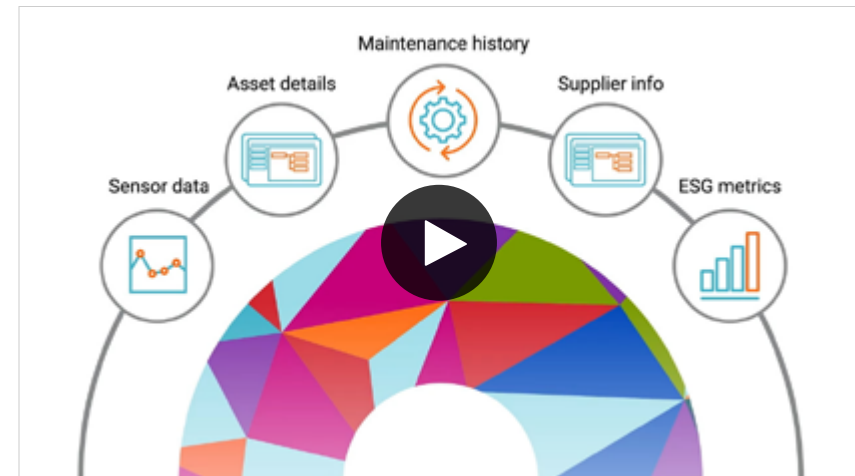 Maintenance history
Asset details
Supplier info
Sensor data
ESG metrics